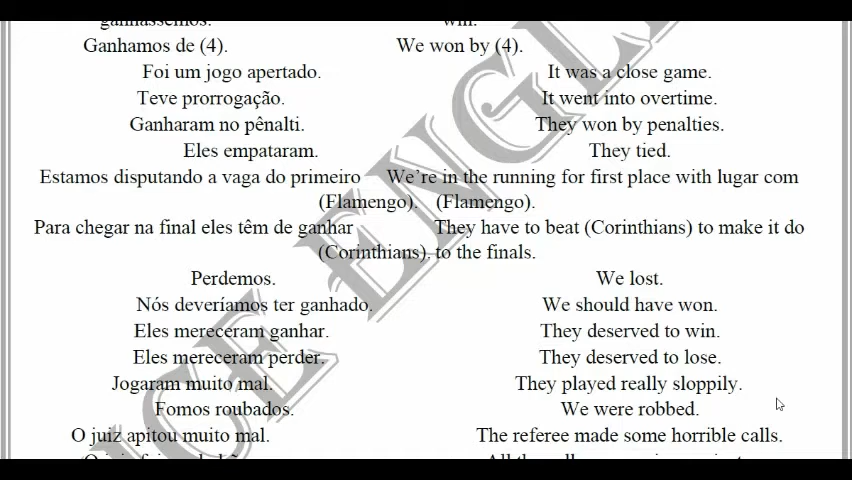 ganhássemos. win.
Ganhamos de (4). We won by (4).
Foi um jogo apertado. It was a close game.
Teve prorrogação. It went into overtime.
Ganharam no pênalti. They won by penalties.
Eles empataram. They tied.
Estamos disputando a vaga do primeiro We're in the running for first place with lugar com
(Flamengo). (Flamengo).
Para chegar na final eles têm de ganhar They have to beat (Corinthians) to make it do
(Corinthians). to the finals.
Perdemos. We lost.
Nós deveríamos ter ganhado. We should have won.
Eles mereceram ganhar. They deserved to win.
Eles mereceram perder. They deserved to lose.
Jogaram muito mal. They played really sloppily.
Fomos roubados. We were robbed.
O juiz apitou muito mal. The referee made some horrible calls.